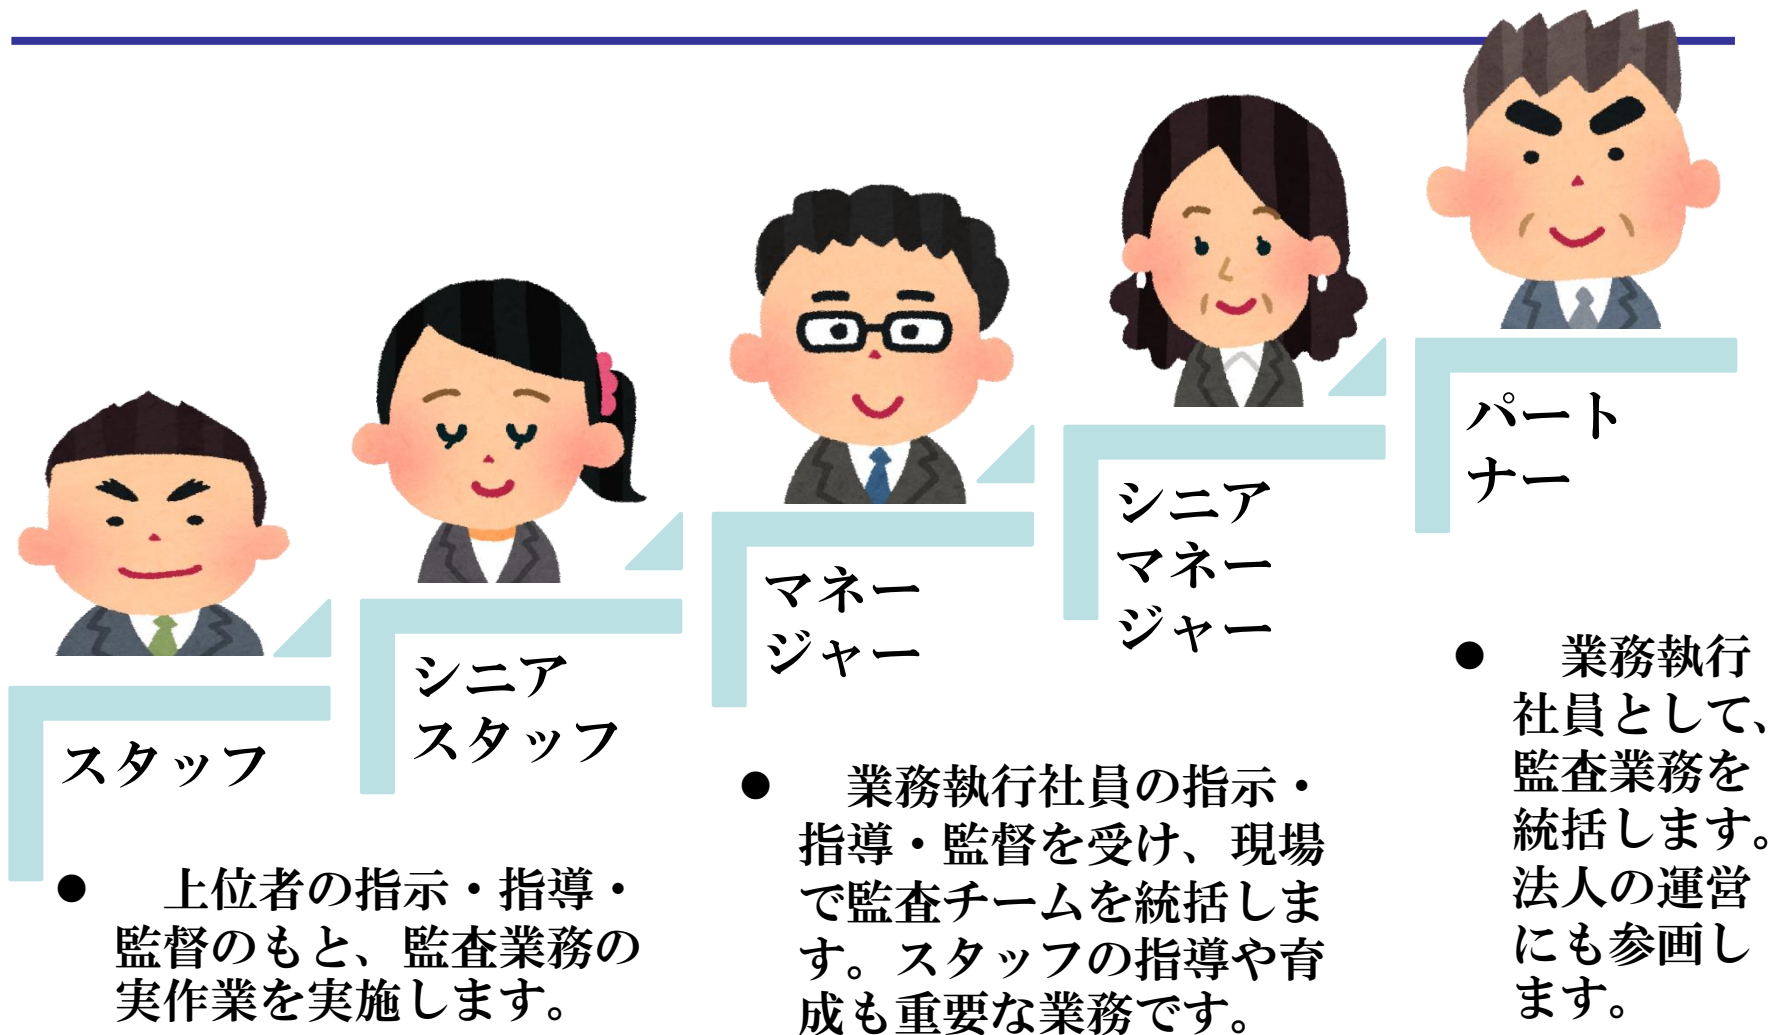 スタッフ
シニア
スタッフ
マネー
ジャー
シニア
マネー
ジャー
パート
ナー
● 上位者の指示・指導・
監督のもと、監査業務の
実作業を実施します。
● 業務執行社員の指示・
指導・監督を受け、現場
で監査チームを統括しま
す。スタッフの指導や育
成も重要な業務です。
● 業務執行
社員として、
監査業務を
統括します。
法人の運営
にも参画し
ます。